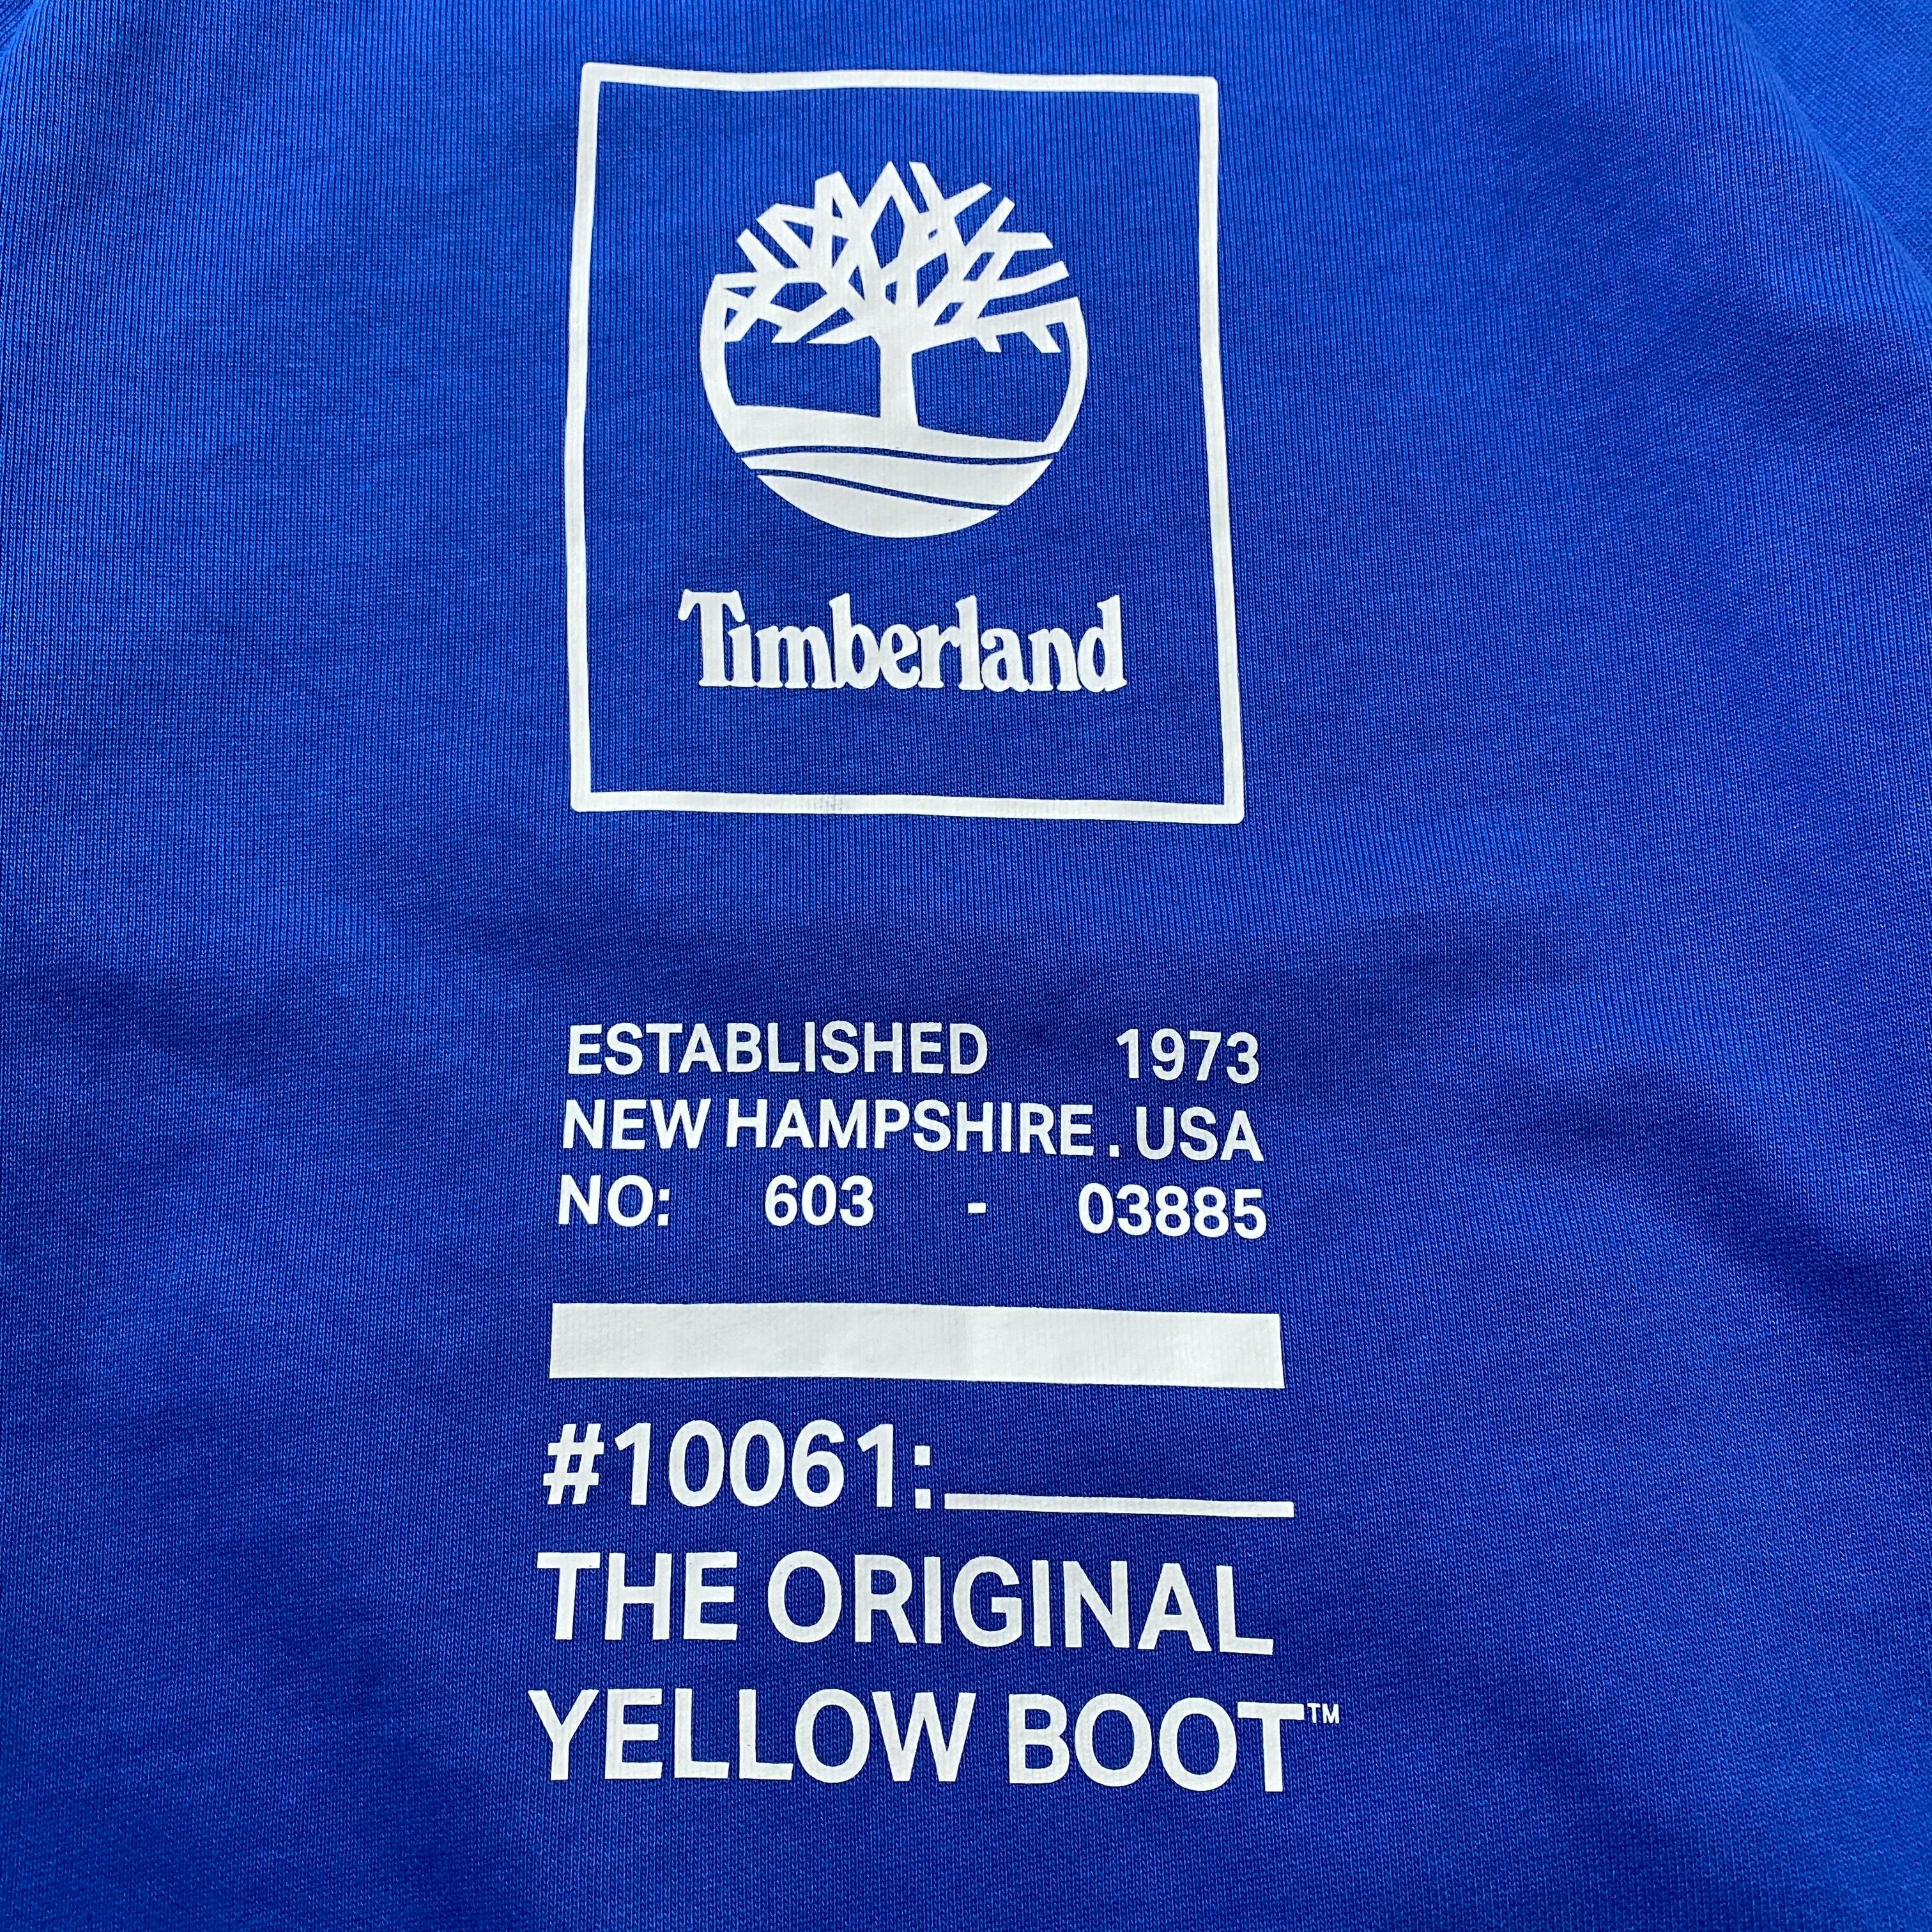 Timberland
ESTABLISHED 1973
NEW HAMPSHIRE . USA
NO: 603 - 03885
#10061:
THE ORIGINAL
YELLOW BOOT™